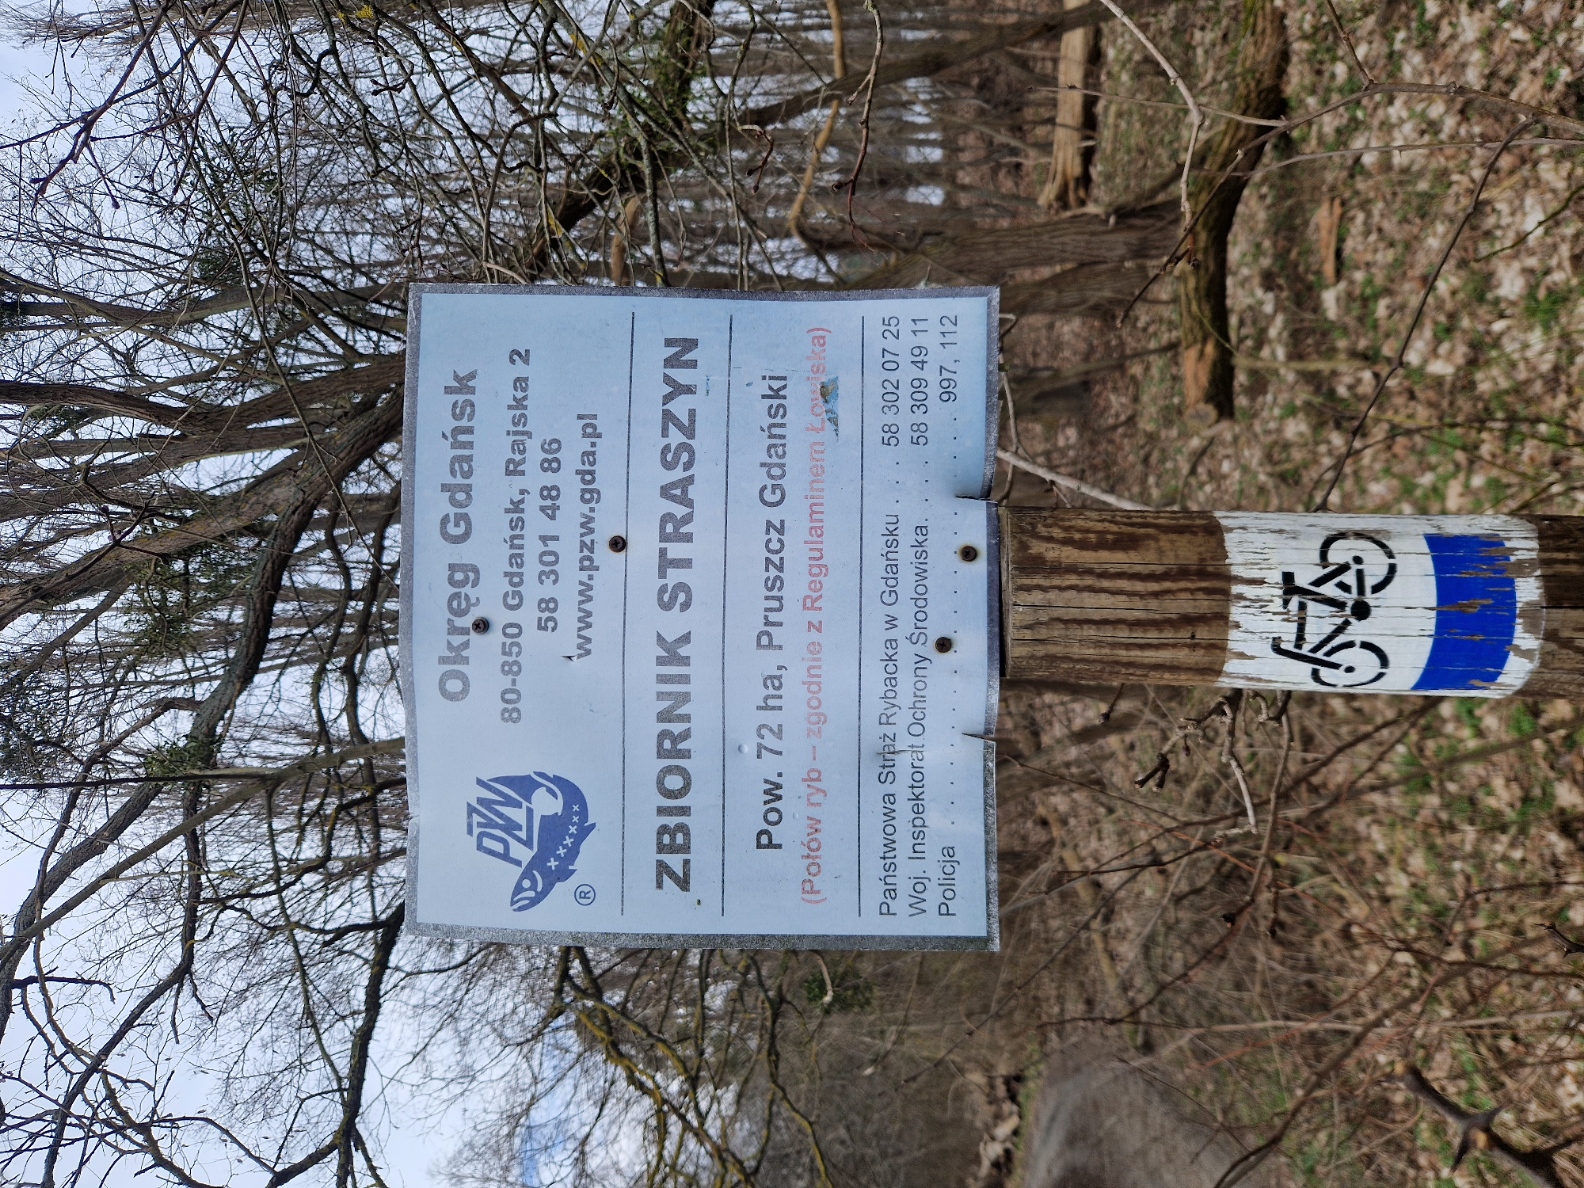 PZW
®
Okręg Gdańsk
80-850 Gdańsk, Rajska 2
58 301 48 86
www.pzw.gda.pl
ZBIORNIK STRASZYN
Pow. 72 ha, Pruszcz Gdański
(Połów ryb – zgodnie z Regulaminem Łowiska)
Państwowa Straż Rybacka w Gdańsku . . 58 302 07 25
Woj. Inspektorat Ochrony Środowiska. . . 58 309 49 11
Policja . . . . . . . . . . . . . . . . . 997, 112